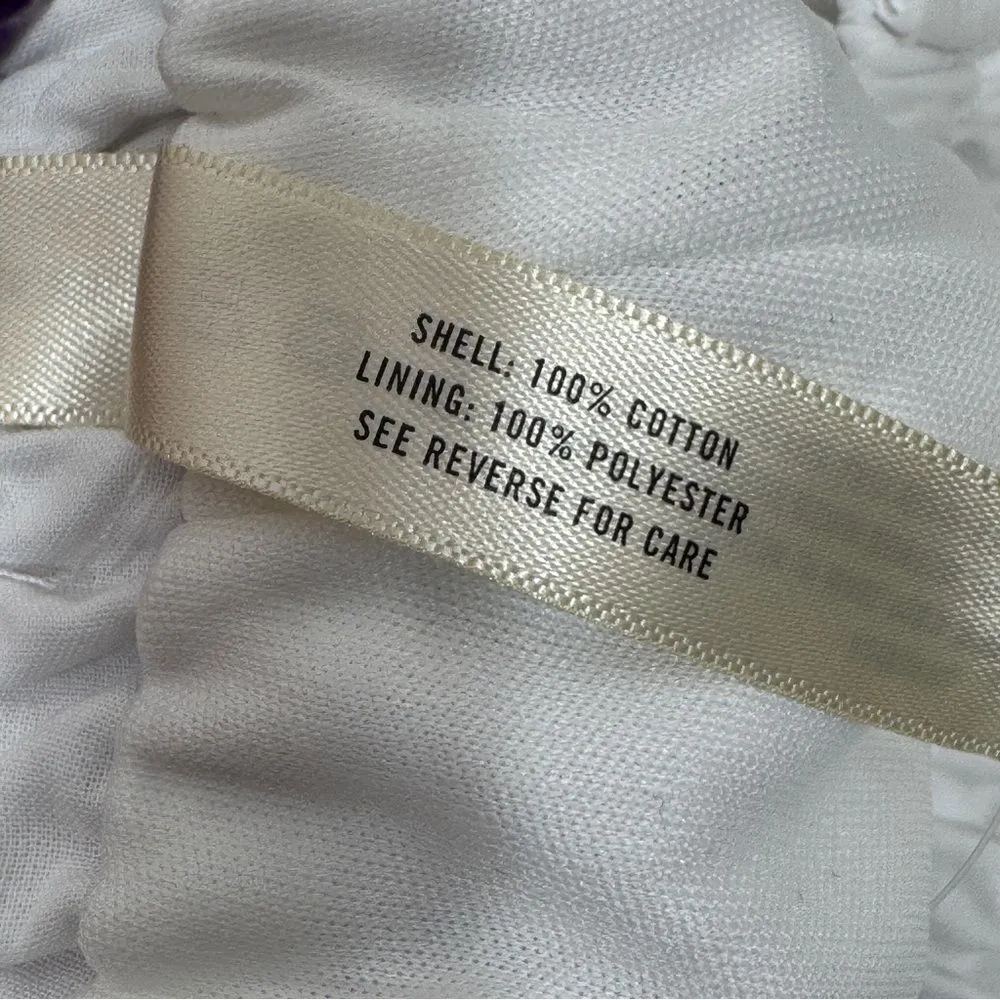 SHELL: 100% COTTON
LINING: 100% POLYESTER
SEE REVERSE FOR CARE